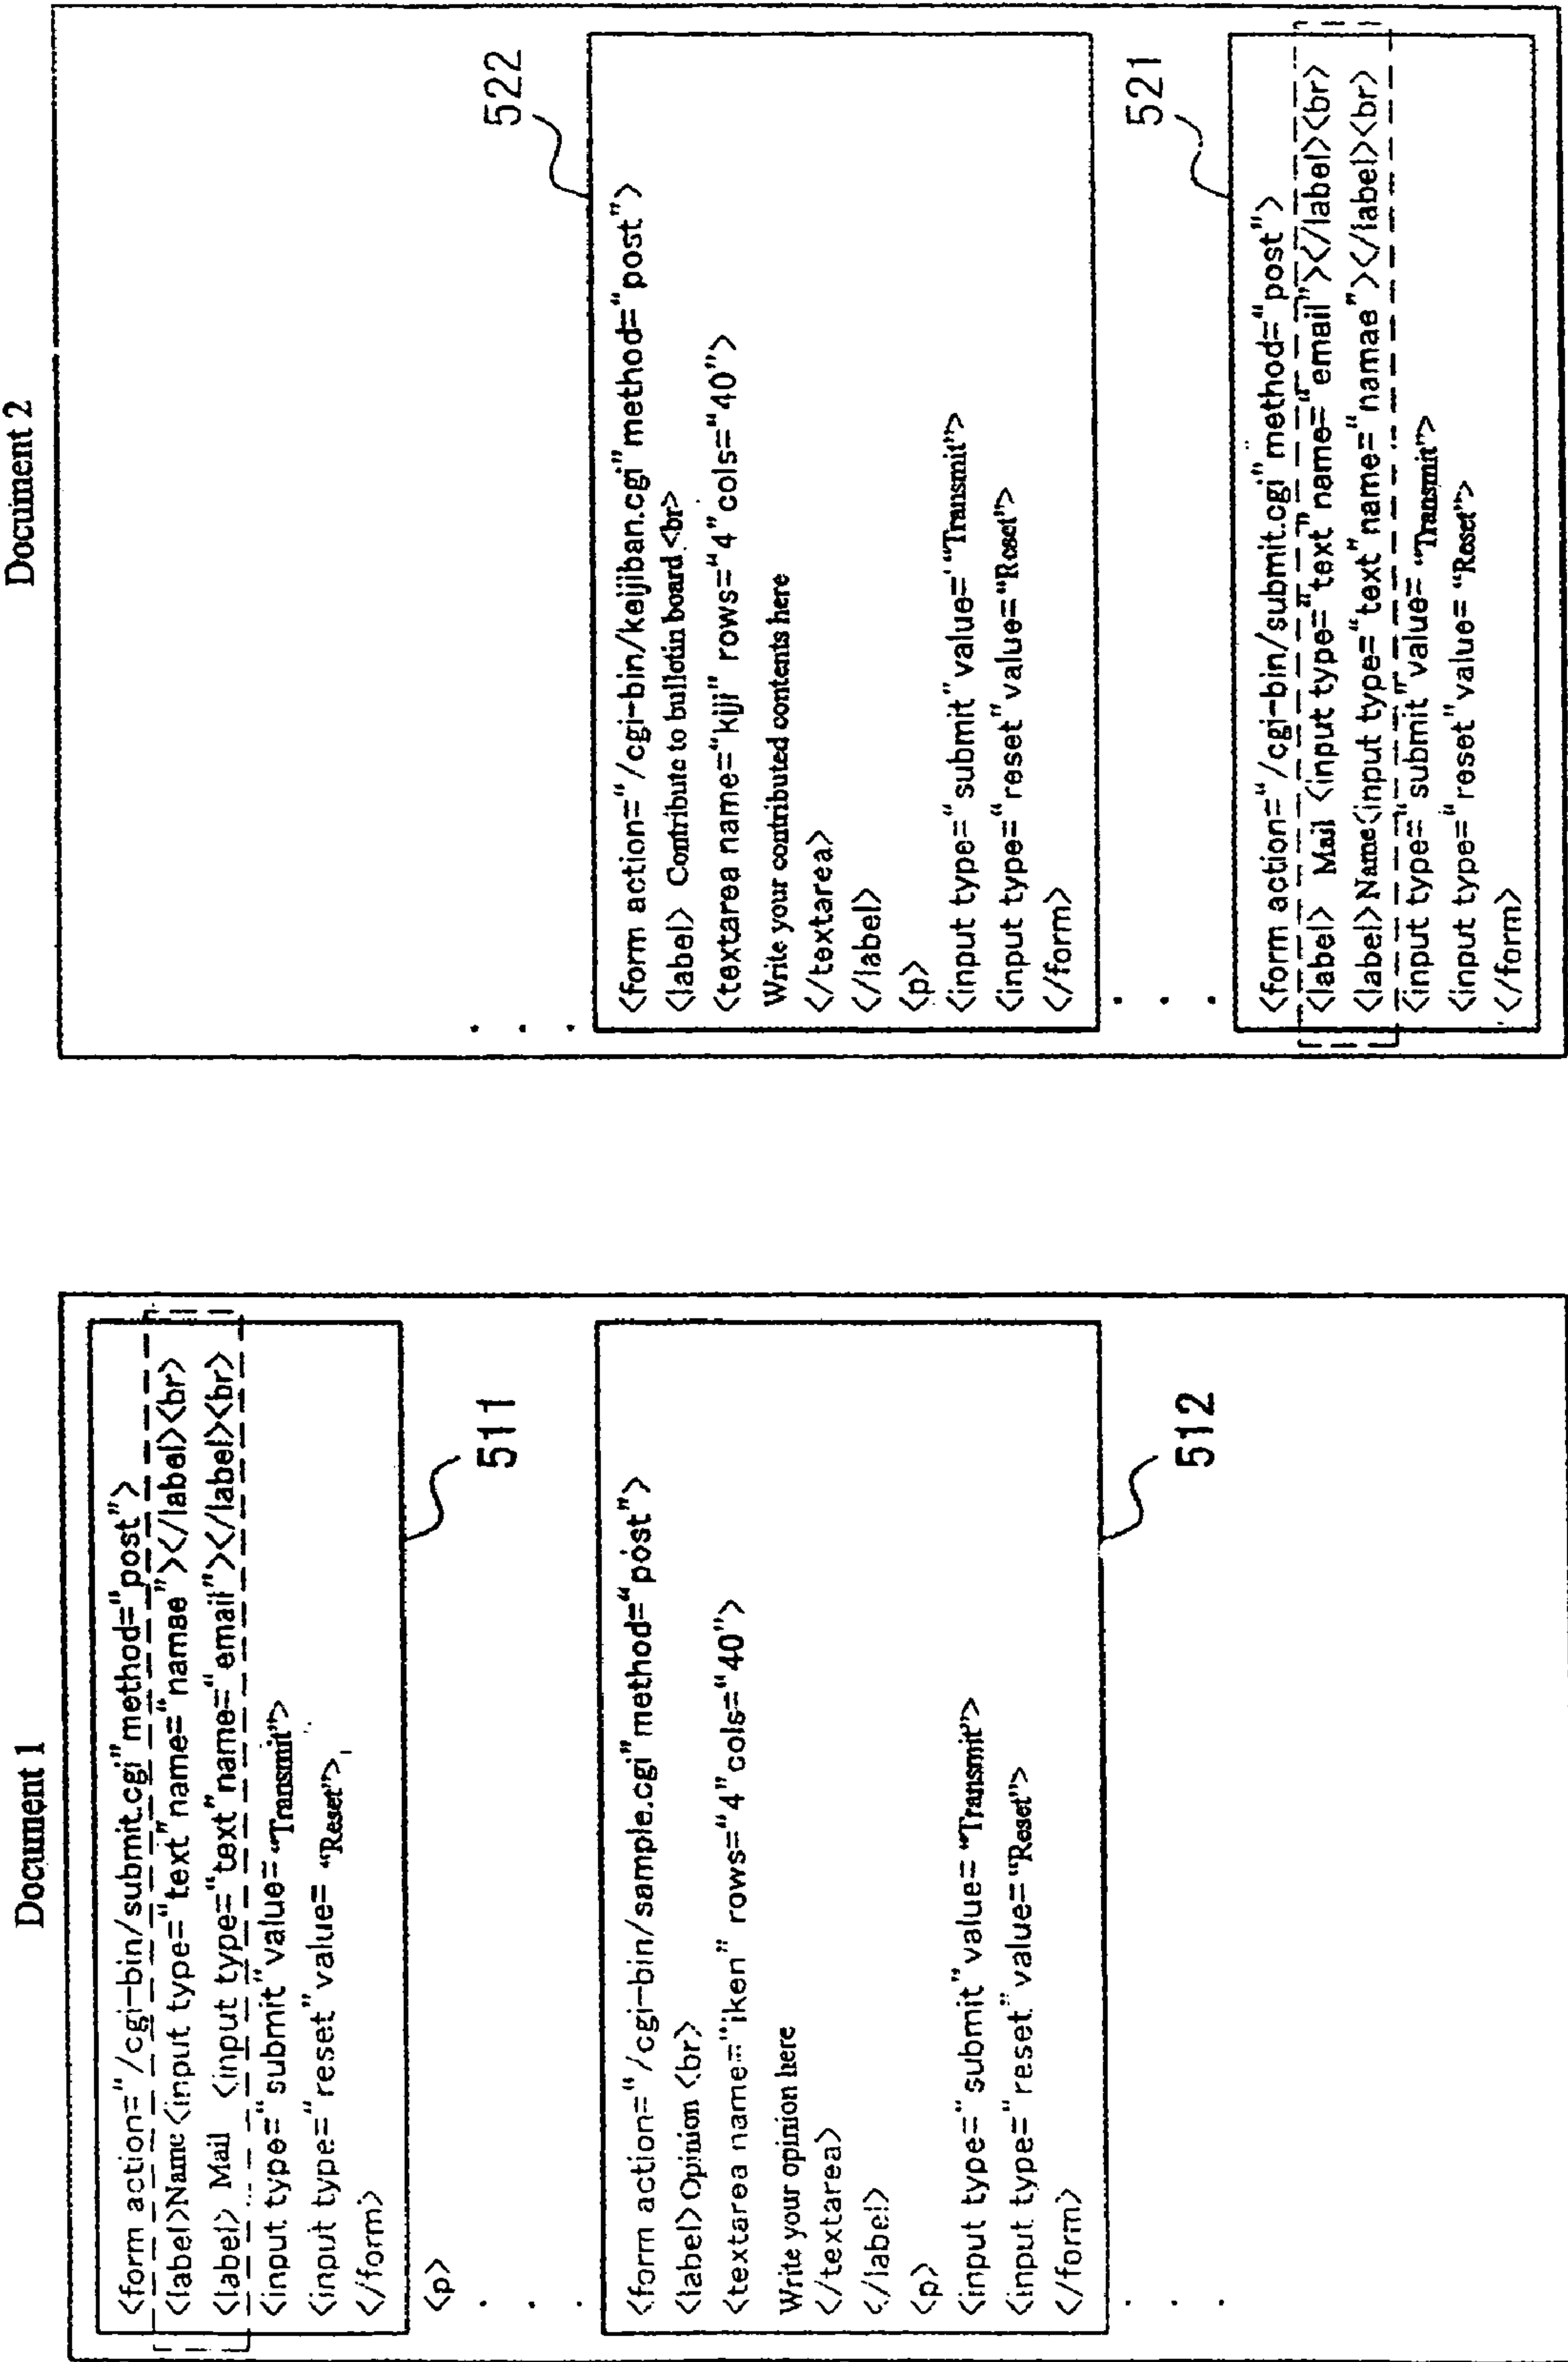 Document 1
<form action="/cgi-bin/submit.cgi"method="post">
<label>Name<input type="text"name="namae"></label><br>
<label> Mail <input type="text"name="email"></label><br>
<input type="submit"value="Transmit">
<input type="reset"value="Reset">
</form>
511
<p>
. . .
<form action="/cgi-bin/sample.cgi"method="post">
<label>Opinion <br>
<textarea name="iken" rows="4"cols="40">
Write your opinion here
</textarea>
</label>
<p>
<input type="submit"value="Transmit">
<input type="reset"value="Reset">
</form>
512
. . .
Document 2
. . .
522
<form action="/cgi-bin/keijiban.cgi"method="post">
<label> Contribute to bulletin board <br>
<textarea name="kiji" rows="4"cols="40">
Write your contributed contents here
</textarea>
</label>
<p>
<input type="submit"value="Transmit">
<input type="reset"value="Reset">
</form>
. . .
521
<form action="/cgi-bin/submit.cgi"method="post">
<label> Mail <input type="text"name="email"></label><br>
<label>Name<input type="text"name="namae"></label><br>
<input type="submit"value="Transmit">
<input type="reset"value="Reset">
</form>